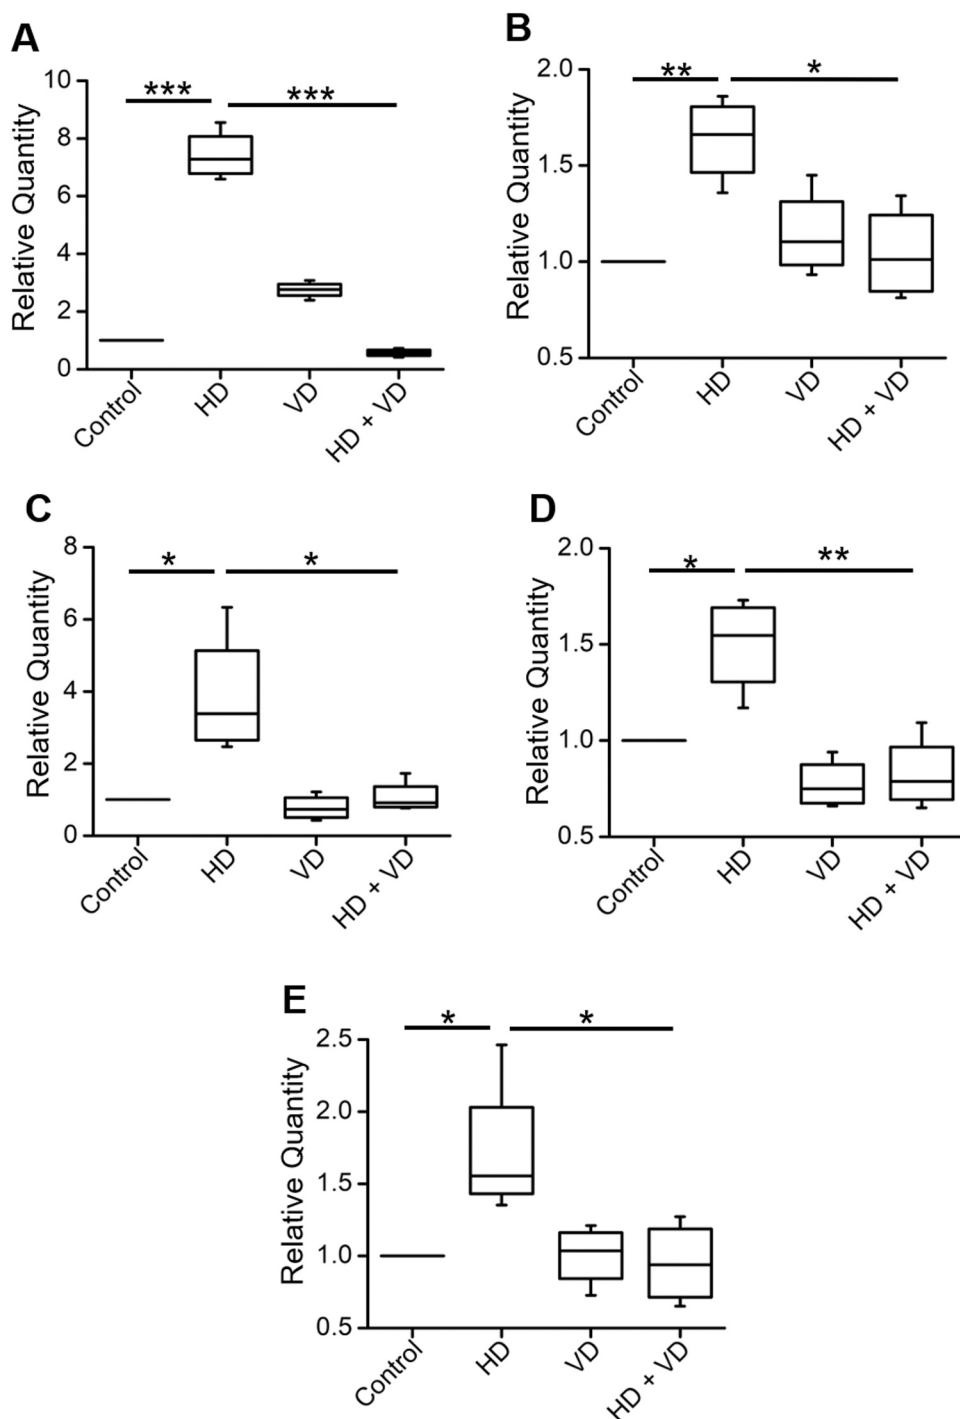 A
Relative Quantity
10
8
6
4
2
0
***
***
Control
HD
VD
HD + VD
B
Relative Quantity
2.0
1.5
1.0
0.5
**
*
Control
HD
VD
HD + VD
C
Relative Quantity
8
6
4
2
0
*
*
Control
HD
VD
HD + VD
D
Relative Quantity
2.0
1.5
1.0
0.5
*
**
Control
HD
VD
HD + VD
E
Relative Quantity
2.5
2.0
1.5
1.0
0.5
*
*
Control
HD
VD
HD + VD